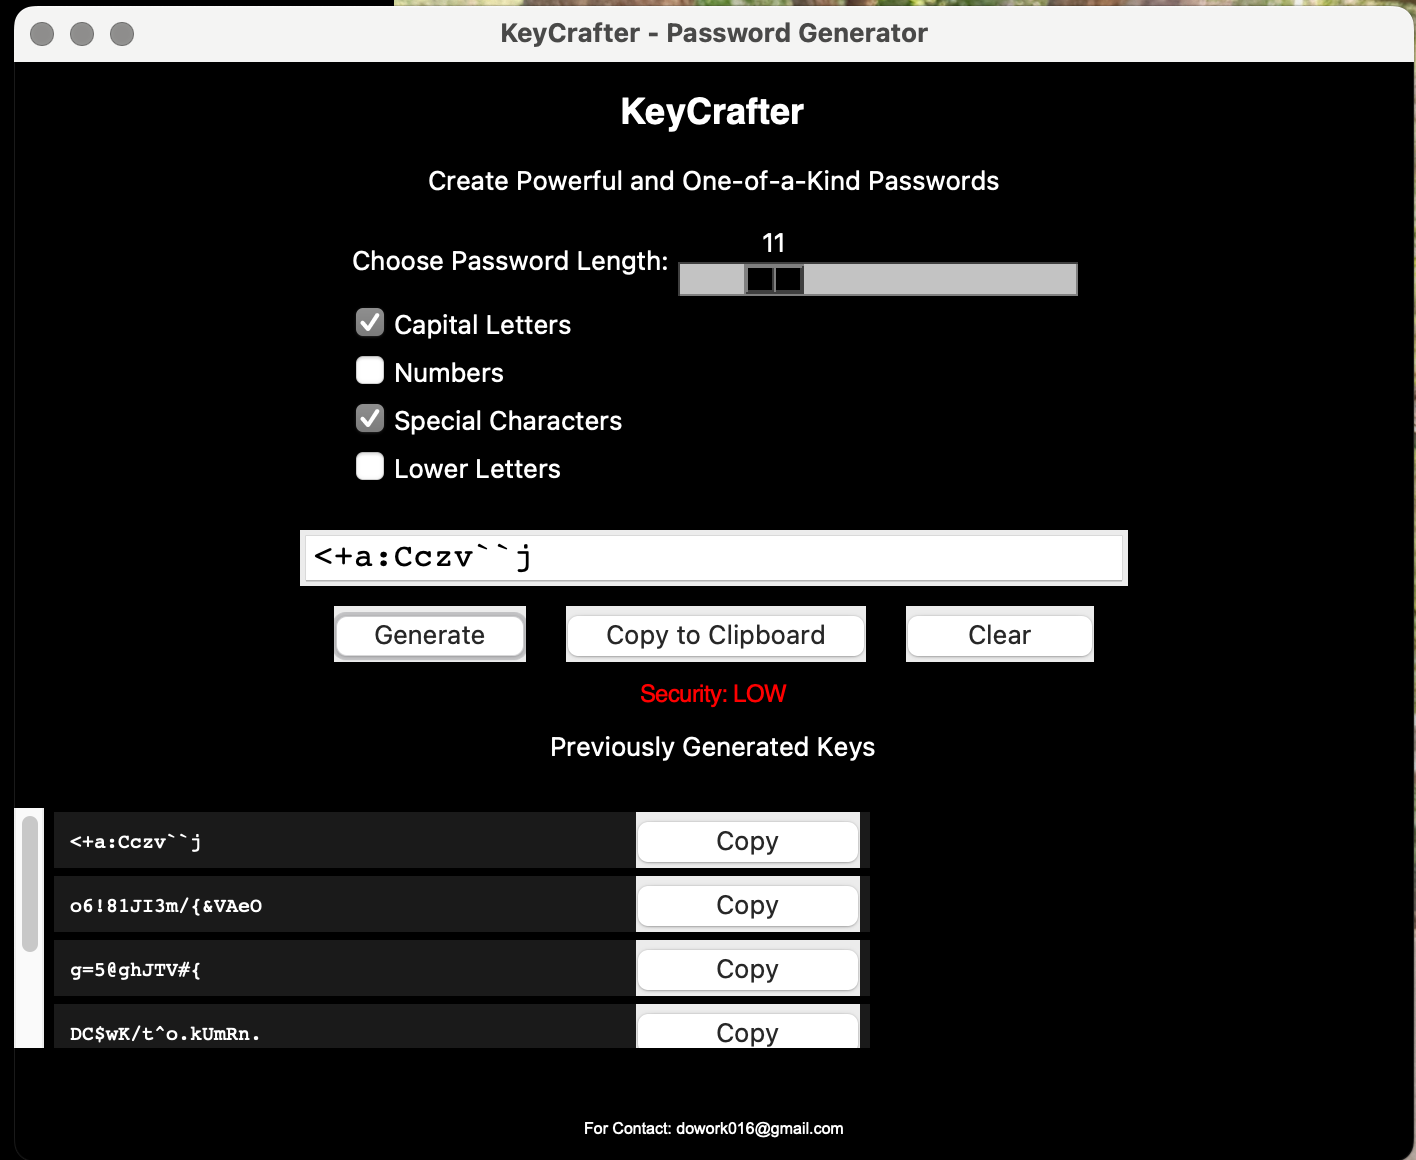 KeyCrafter - Password Generator
KeyCrafter
Create Powerful and One-of-a-Kind Passwords
11
Choose Password Length:
Capital Letters
Numbers
Special Characters
Lower Letters
<+a:Cczv``j
Generate Copy to Clipboard Clear
Security: LOW
Previously Generated Keys
<+a:Cczv``j Copy
o6!81JI3m/{&VAeO Copy
g=5@ghJTV#{ Copy
DC$wK/t^o.kUmRn. Copy
For Contact: dowork016@gmail.com